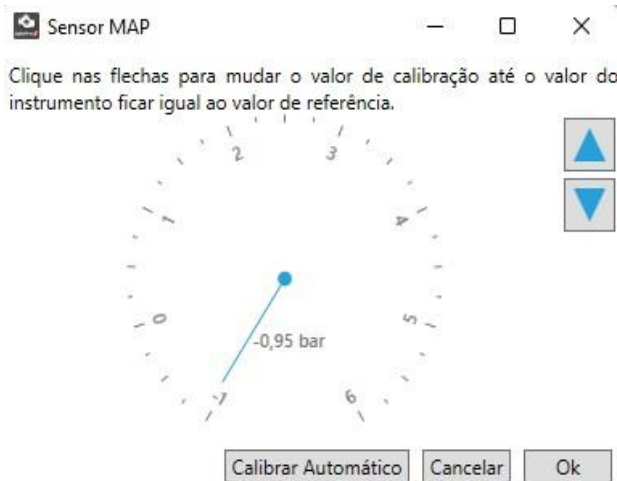 Sensor MAP
Clique nas flechas para mudar o valor de calibração até o valor do
instrumento ficar igual ao valor de referência.
2
3
1
4
0
5
-0,95 bar
-1
6
Calibrar Automático
Cancelar
Ok